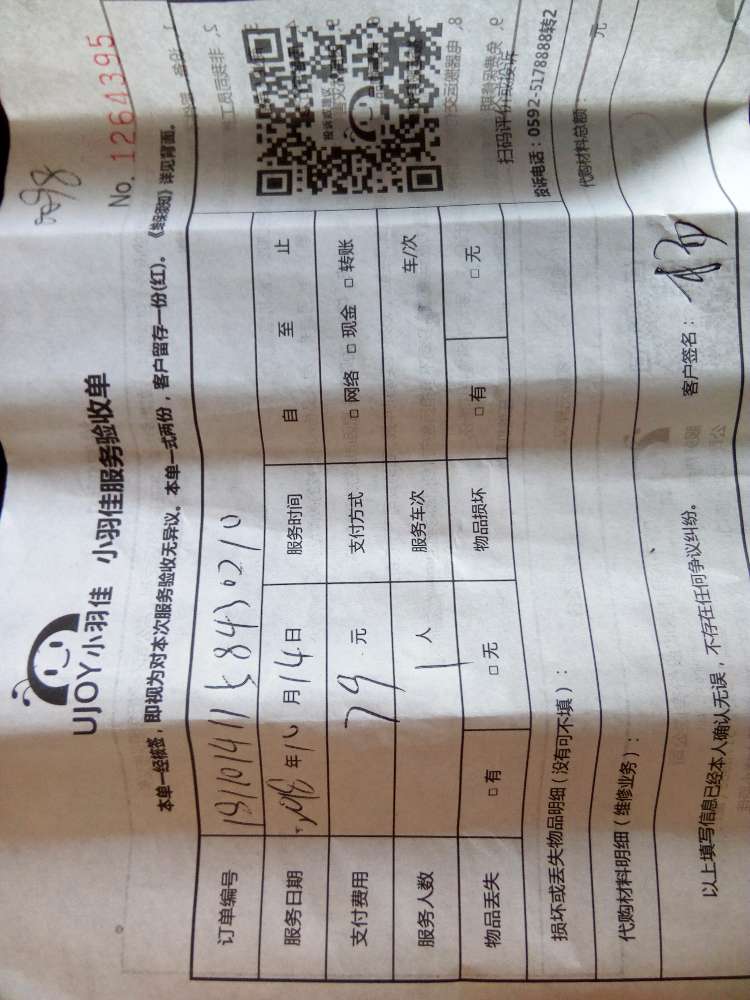 UJOY小羽佳 小羽佳服务验收单
No. 1264395
本单一经核签，即视为对本次服务验收无异议。本单一式两份，客户留存一份(红)。《维保须知》详见背面。
订单编号
服务日期 2018年10月14日 服务时间 自 至 止
支付费用 79元 支付方式 □网络 □现金 □转账
服务人数 1人 服务车次 车/次
物品丢失 □有 □无 物品损坏 □有 □无
扫码评价或投诉
投诉电话：0592-5178888转2
损坏或丢失物品明细（没有可不填）：
代购材料明细（维修业务）： 代购材料总额： 元
以上填写信息已经本人确认无误，不存在任何争议纠纷。 客户签名：